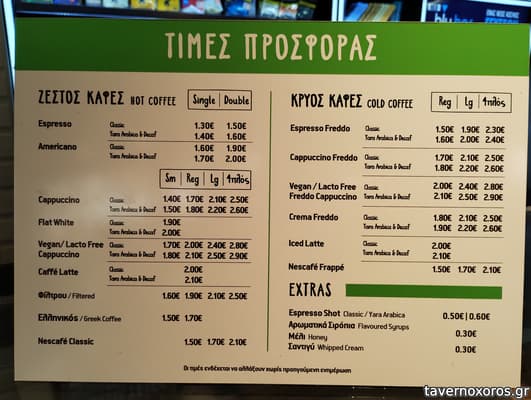 ΤΙΜΕΣ ΠΡΟΣΦΟΡΑΣ
ΖΕΣΤΟΣ ΚΑΦΕΣ HOT COFFEE Single Double
Espresso Classic 1.30€ 1.50€
Yara Arabica & Decaf 1.40€ 1.60€
Americano Classic 1.60€ 1.90€
Yara Arabica & Decaf 1.70€ 2.00€
Sm Reg Lg 4πλός
Cappuccino Classic 1.40€ 1.70€ 2.10€ 2.50€
Yara Arabica & Decaf 1.50€ 1.80€ 2.20€ 2.60€
Flat White Classic 1.90€
Yara Arabica & Decaf 2.00€
Vegan/Lacto Free Classic 1.70€ 2.00€ 2.40€ 2.80€
Cappuccino Yara Arabica & Decaf 1.80€ 2.10€ 2.50€ 2.90€
Caffé Latte Classic 2.00€
Yara Arabica & Decaf 2.10€
Φίλτρου / Filtered 1.60€ 1.90€ 2.10€ 2.50€
Ελληνικός / Greek Coffee 1.50€ 1.70€
Nescafé Classic 1.50€ 1.70€ 2.10€
ΚΡΥΟΣ ΚΑΦΕΣ COLD COFFEE Reg Lg 4πλός
Espresso Freddo Classic 1.50€ 1.90€ 2.30€
Yara Arabica & Decaf 1.60€ 2.00€ 2.40€
Cappuccino Freddo Classic 1.70€ 2.10€ 2.50€
Yara Arabica & Decaf 1.80€ 2.20€ 2.60€
Vegan / Lacto Free Classic 2.00€ 2.40€ 2.80€
Freddo Cappuccino Yara Arabica & Decaf 2.10€ 2.50€ 2.90€
Crema Freddo Classic 1.80€ 2.10€ 2.50€
Yara Arabica & Decaf 1.90€ 2.20€ 2.60€
Iced Latte Classic 2.00€
Yara Arabica & Decaf 2.10€
Nescafé Frappé 1.50€ 1.70€ 2.10€
EXTRAS
Espresso Shot Classic / Yara Arabica 0.50€ | 0.60€
Αρωματικά Σιρόπια Flavoured Syrups
Μέλι Honey 0.30€
Σαντιγύ Whipped Cream 0.30€
Οι τιμές ενδέχεται να αλλάξουν χωρίς προηγούμενη ενημέρωση
tavernoxoros.gr